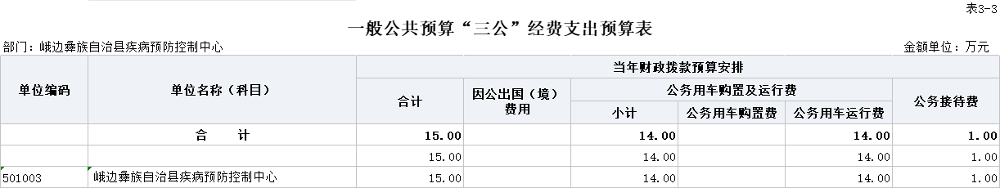 表3-3
一般公共预算“三公”经费支出预算表
部门：峨边彝族自治县疾病预防控制中心 金额单位：万元
单位编码 单位名称（科目） 当年财政拨款预算安排
合计 因公出国（境）费用 公务用车购置及运行费 公务接待费
小计 公务用车购置费 公务用车运行费
合 计 15.00 14.00 14.00 1.00
15.00 14.00 14.00 1.00
501003 峨边彝族自治县疾病预防控制中心 15.00 14.00 14.00 1.00